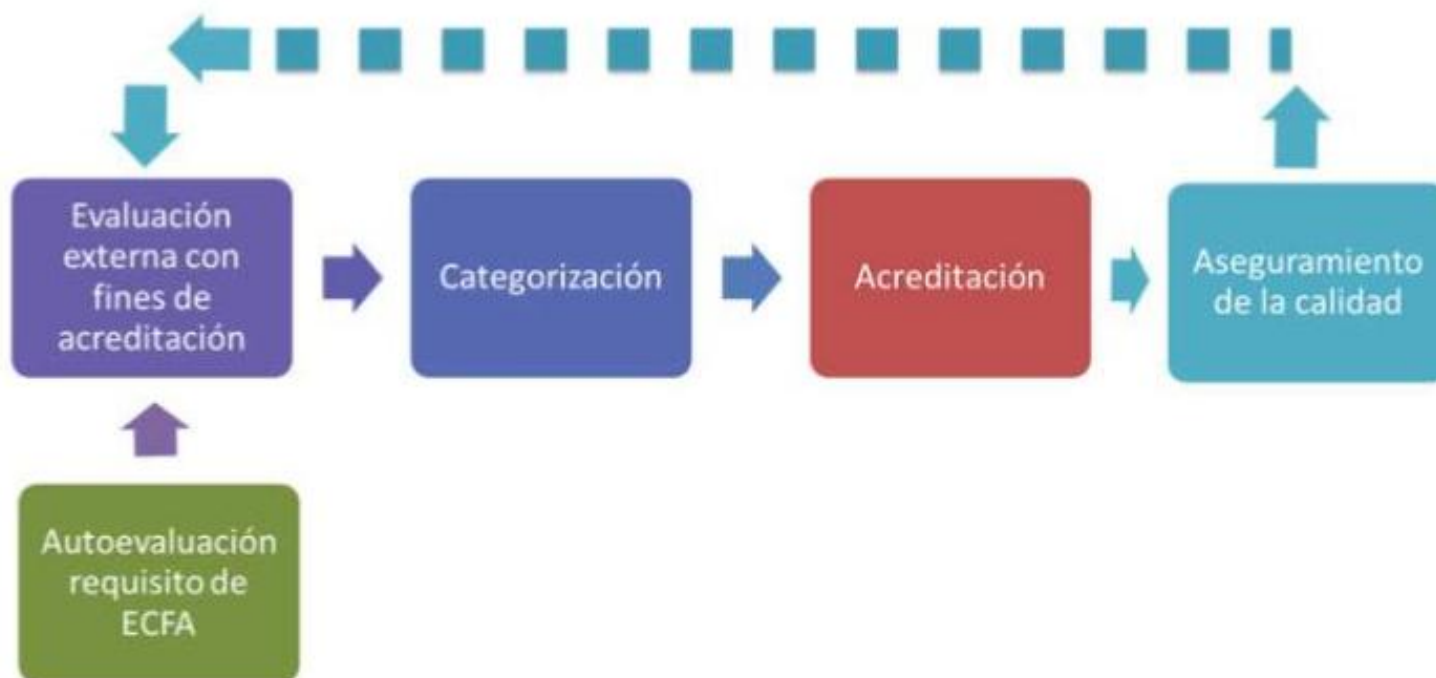 Evaluación
externa con
fines de
acreditación
Categorización
Acreditación
Aseguramiento
de la calidad
Autoevaluación
requisito de
ECFA